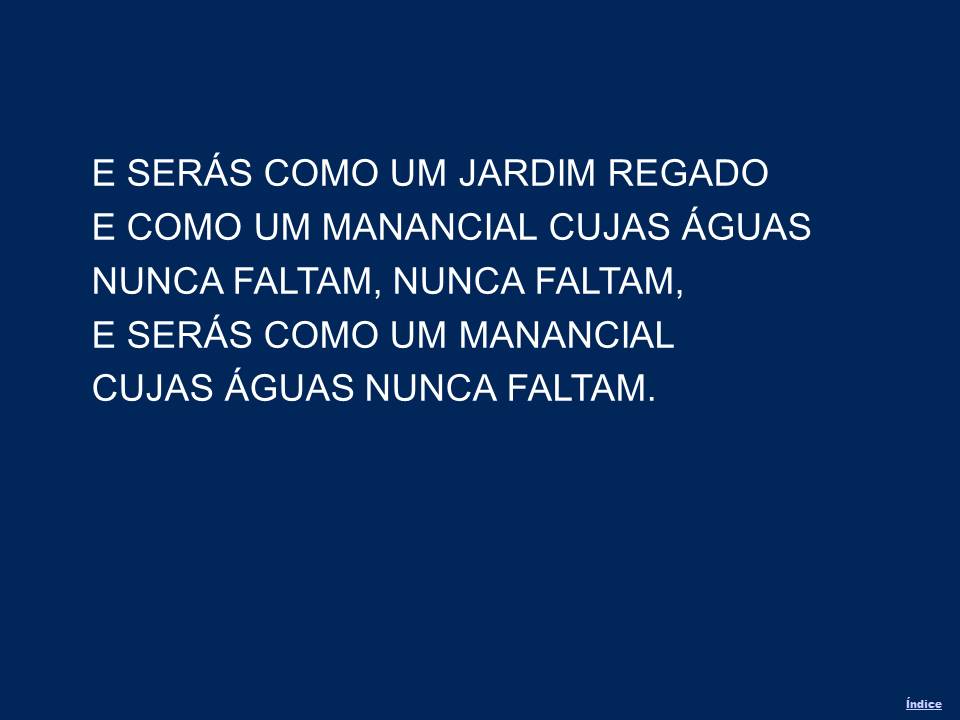 E SERÁS COMO UM JARDIM REGADO
E COMO UM MANANCIAL CUJAS ÁGUAS
NUNCA FALTAM, NUNCA FALTAM,
E SERÁS COMO UM MANANCIAL
CUJAS ÁGUAS NUNCA FALTAM.
Índice